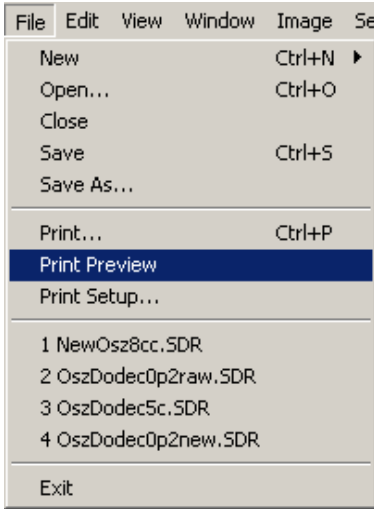 File Edit View Window Image Se
New Ctrl+N
Open... Ctrl+O
Close
Save Ctrl+S
Save As...
Print... Ctrl+P
Print Preview
Print Setup...
1 NewOsz8cc.SDR
2 OszDodec0p2raw.SDR
3 OszDodec5c.SDR
4 OszDodec0p2new.SDR
Exit